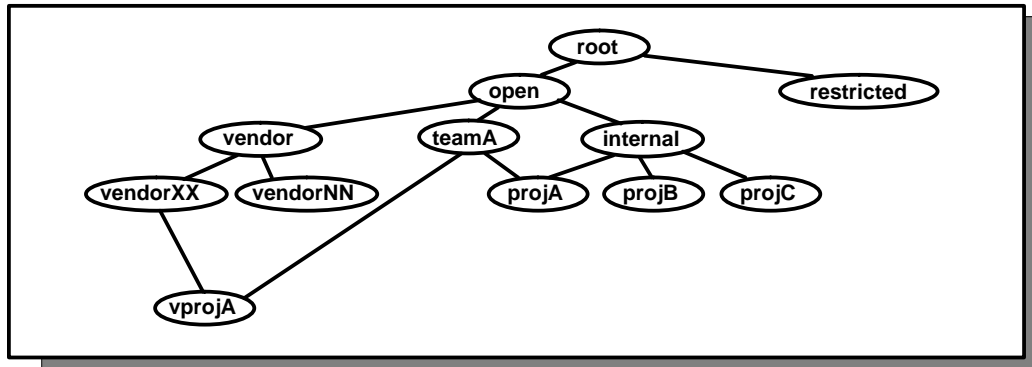 root
open
restricted
vendor
teamA
internal
vendorXX
vendorNN
projA
projB
projC
vprojA